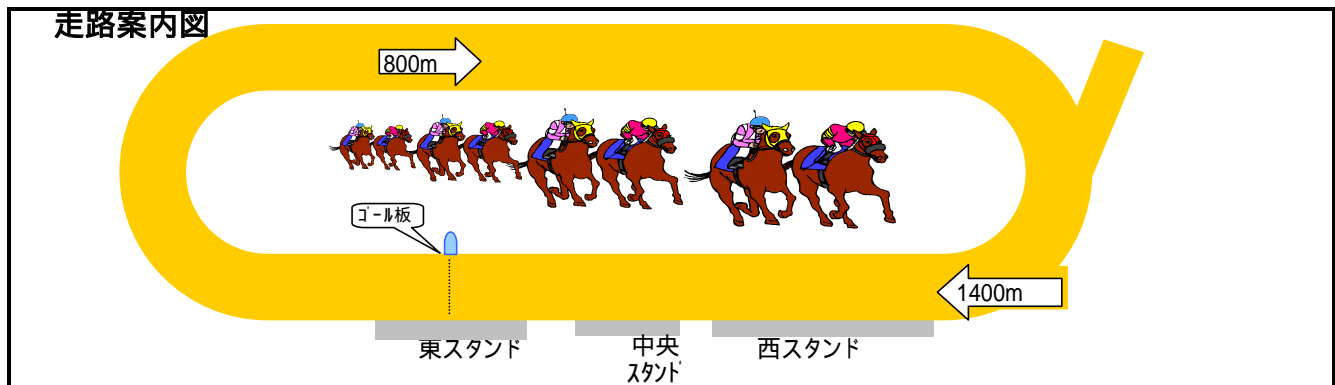 走路案内図
800m
ｺﾞｰﾙ板
1400m
東スタンド
中央
ｽﾀﾝﾄﾞ
西スタンド